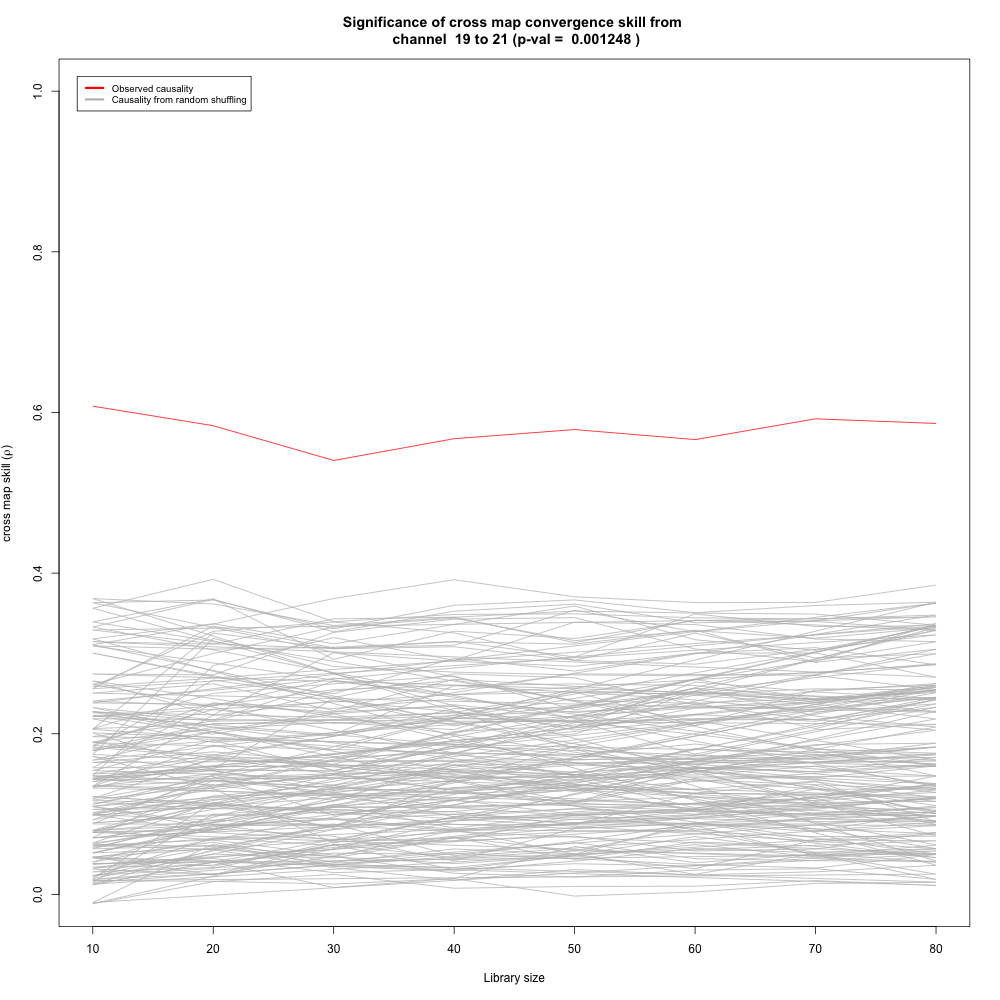 Significance of cross map convergence skill from
channel  19 to 21 (p-val =  0.001248 )
Observed causality
Causality from random shuffling
cross map skill (ρ)
1.0
0.8
0.6
0.4
0.2
0.0
10 20 30 40 50 60 70 80
Library size